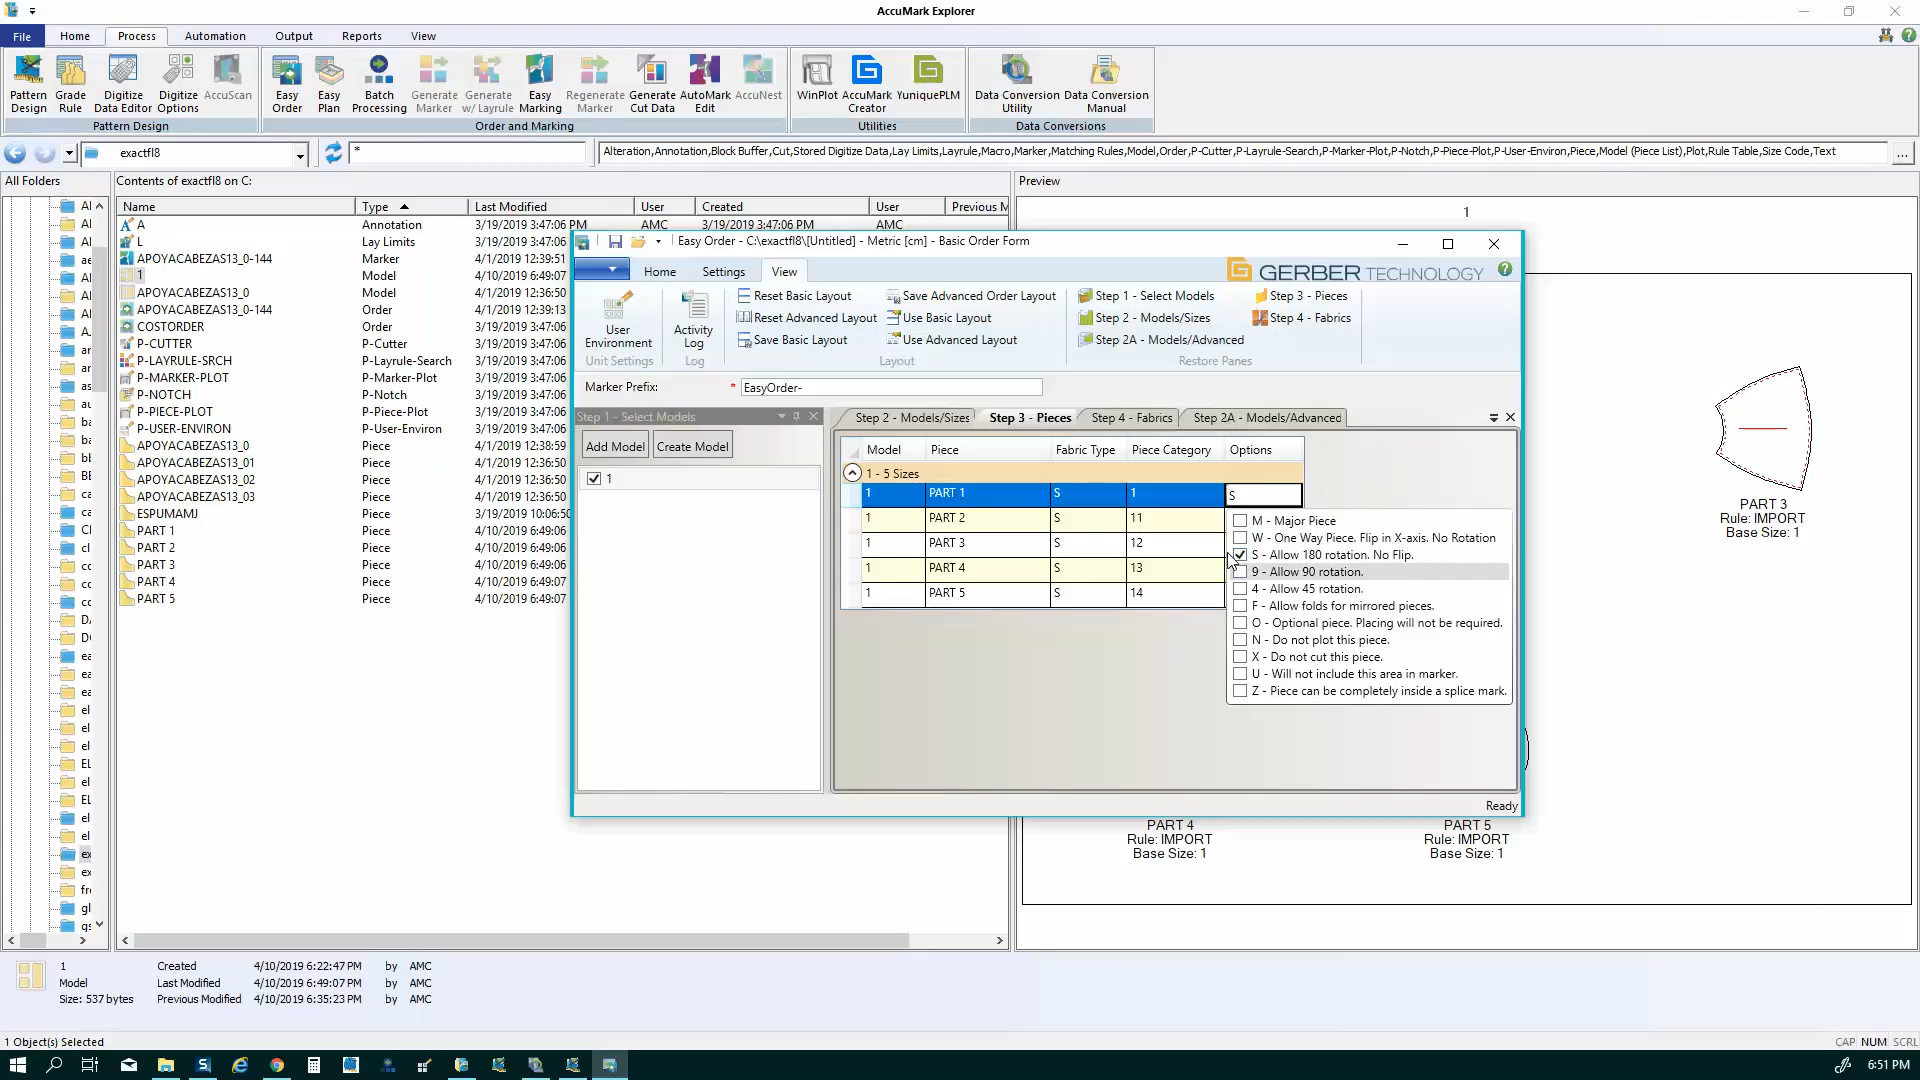 AccuMark Explorer
File Home Process Automation Output Reports View
Pattern Design
Grade Rule
Digitize Data Editor
Digitize Options
AccuScan
Easy Order
Easy Plan
Batch Processing
Generate Marker
Generate w/ Layrule
Easy Marking
Regenerate Marker
Generate Cut Data
AutoMark Edit
AccuNest
WinPlot
AccuMark Creator
YuniquePLM
Data Conversion Utility
Data Conversion Manual
Pattern Design Order and Marking Utilities Data Conversions
exactfl8 * Alteration,Annotation,Block Buffer,Cut,Stored Digitize Data,Lay Limits,Layrule,Macro,Marker,Matching Rules,Model,Order,P-Cutter,P-Layrule-Search,P-Marker-Plot,P-Notch,P-Piece-Plot,P-User-Environ,Piece,Model (Piece List),Plot,Rule Table,Size Code,Text ...
All Folders Contents of exactfl8 on C: Preview
Name Type Last Modified User Created User Previous M
A Annotation 3/19/2019 3:47:06 PM AMC 3/19/2019 3:47:06 PM AMC
L Lay Limits 3/19/2019 3:47:06
APOYACABEZAS13_0-144 Marker 4/1/2019 12:39:51
1 Model 4/10/2019 6:49:07
APOYACABEZAS13_0 Model 4/1/2019 12:36:50
APOYACABEZAS13_0-144 Order 4/1/2019 12:39:13
COSTORDER Order 3/19/2019 3:47:06
P-CUTTER P-Cutter 3/19/2019 3:47:06
P-LAYRULE-SRCH P-Layrule-Search 3/19/2019 3:47:06
P-MARKER-PLOT P-Marker-Plot 3/19/2019 3:47:06
P-NOTCH P-Notch 3/19/2019 3:47:06
P-PIECE-PLOT P-Piece-Plot 3/19/2019 3:47:06
P-USER-ENVIRON P-User-Environ 3/19/2019 3:47:06
APOYACABEZAS13_0 Piece 4/1/2019 12:38:59
APOYACABEZAS13_01 Piece 4/1/2019 12:36:50
APOYACABEZAS13_02 Piece 4/1/2019 12:36:50
APOYACABEZAS13_03 Piece 4/1/2019 12:36:50
ESPUMAMJ Piece 3/19/2019 10:06:50
PART 1 Piece 4/10/2019 6:49:06
PART 2 Piece 4/10/2019 6:49:06
PART 3 Piece 4/10/2019 6:49:06
PART 4 Piece 4/10/2019 6:49:07
PART 5 Piece 4/10/2019 6:49:07
Easy Order - C:\exactfl8\[Untitled] - Metric [cm] - Basic Order Form
Home Settings View
GERBER TECHNOLOGY
User Environment
Activity Log
Reset Basic Layout Save Advanced Order Layout
Reset Advanced Layout Use Basic Layout
Save Basic Layout Use Advanced Layout
Step 1 - Select Models Step 3 - Pieces
Step 2 - Models/Sizes Step 4 - Fabrics
Step 2A - Models/Advanced
Unit Settings Log Layout Restore Panes
Marker Prefix: * EasyOrder-
Step 1 - Select Models
Add Model Create Model
1
Step 2 - Models/Sizes Step 3 - Pieces Step 4 - Fabrics Step 2A - Models/Advanced
Model Piece Fabric Type Piece Category Options
1 - 5 Sizes
1 PART 1 S 1 S
1 PART 2 S 11
1 PART 3 S 12
1 PART 4 S 13
1 PART 5 S 14
M - Major Piece
W - One Way Piece. Flip in X-axis. No Rotation
S - Allow 180 rotation. No Flip.
9 - Allow 90 rotation.
4 - Allow 45 rotation.
F - Allow folds for mirrored pieces.
O - Optional piece. Placing will not be required.
N - Do not plot this piece.
X - Do not cut this piece.
U - Will not include this area in marker.
Z - Piece can be completely inside a splice mark.
Ready
1
PART 3
Rule: IMPORT
Base Size: 1
PART 4
Rule: IMPORT
Base Size: 1
PART 5
Rule: IMPORT
Base Size: 1
1 Created 4/10/2019 6:22:47 PM by AMC
Model Last Modified 4/10/2019 6:49:07 PM by AMC
Size: 537 bytes Previous Modified 4/10/2019 6:35:23 PM by AMC
1 Object(s) Selected
CAP NUM SCRL
6:51 PM